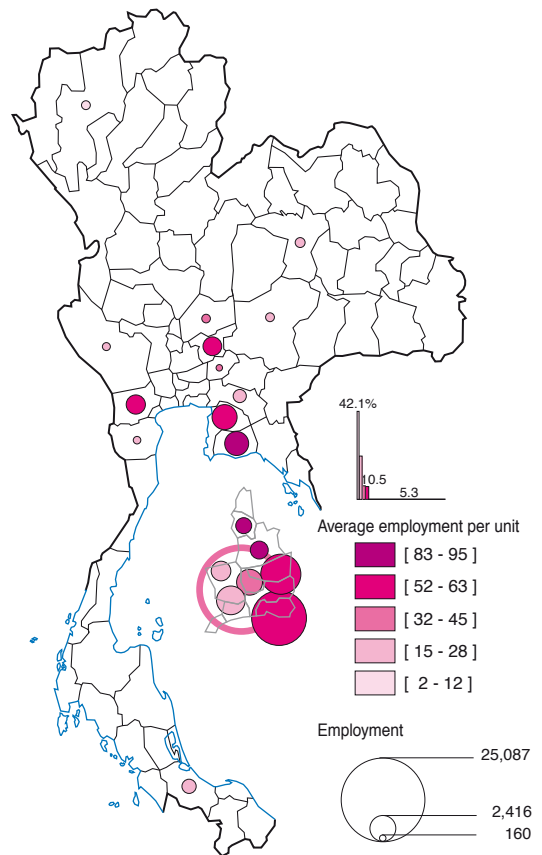 42.1%
10.5
5.3
Average employment per unit
[ 83 - 95 ]
[ 52 - 63 ]
[ 32 - 45 ]
[ 15 - 28 ]
[ 2 - 12 ]
Employment
25,087
2,416
160